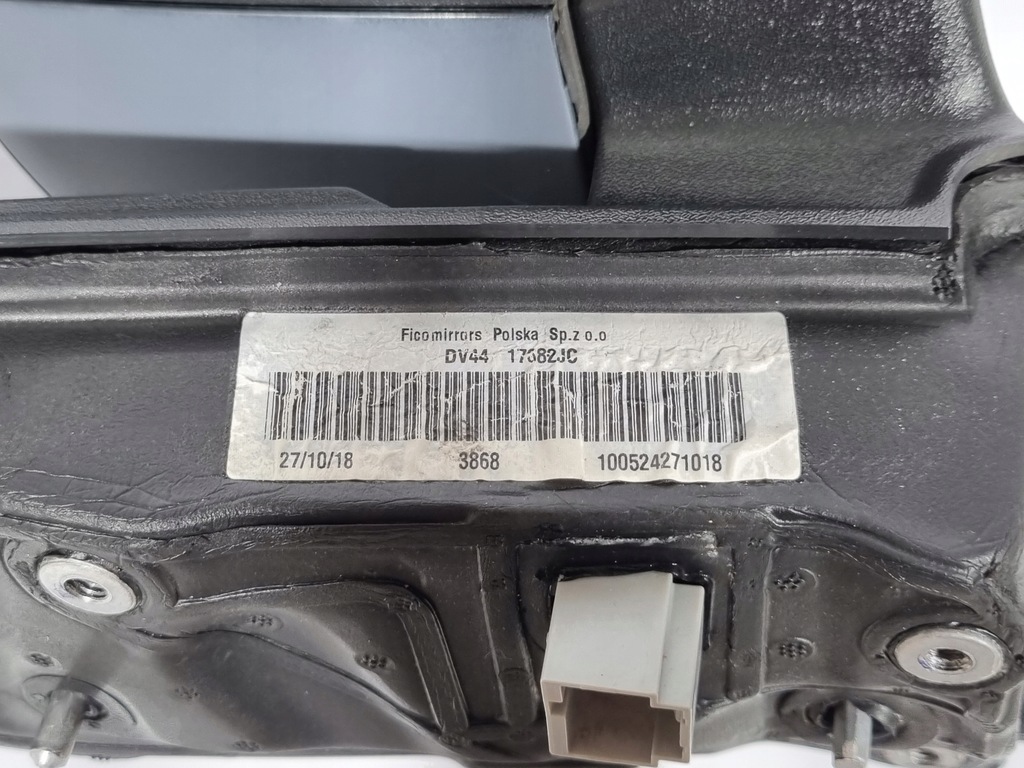 Ficomirrors Polska Sp.z o.o
DV44 17682JC
27/10/18 3868 100524271018